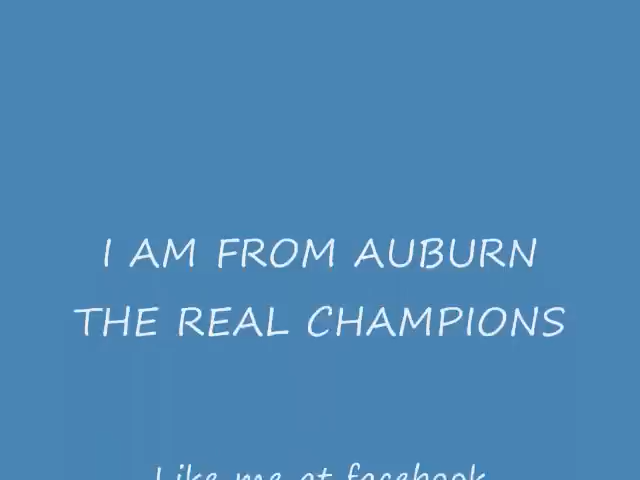 I AM FROM AUBURN
THE REAL CHAMPIONS
Like me at facebook